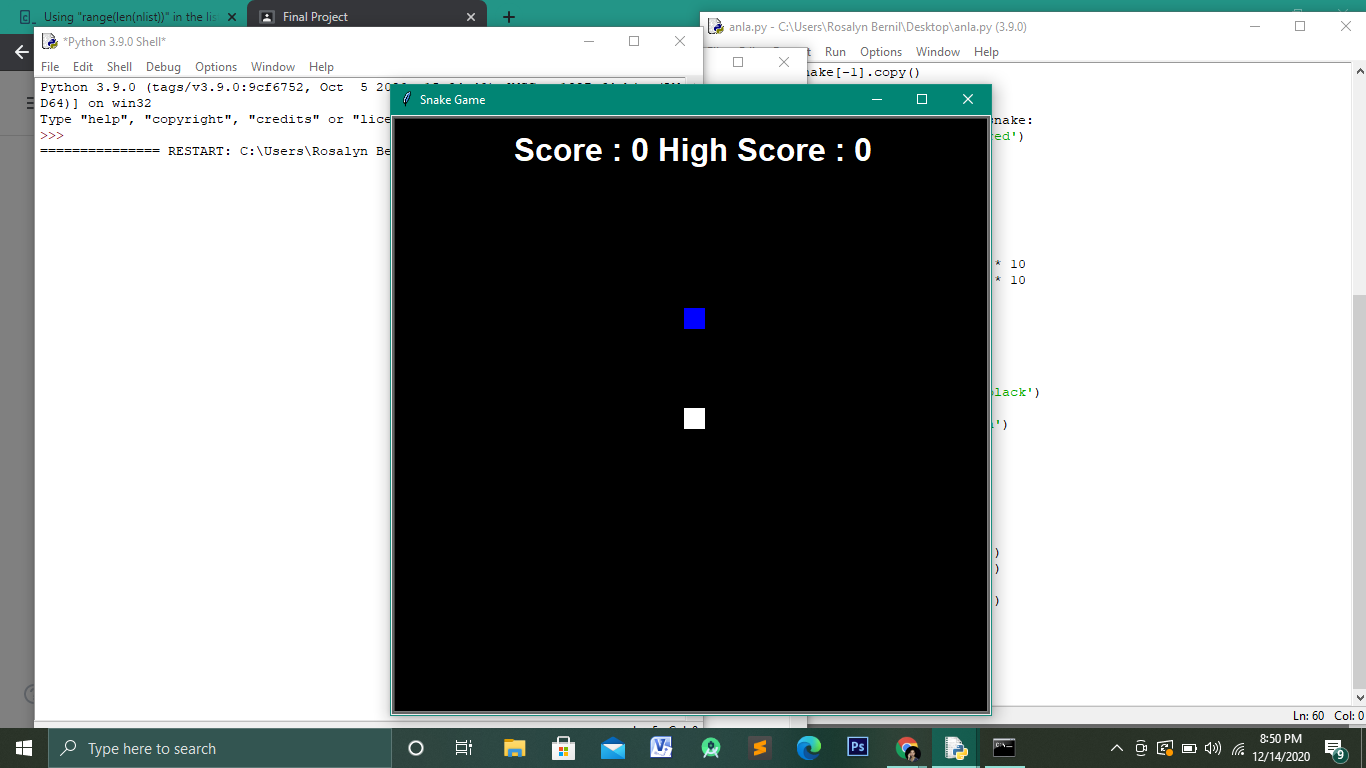 Using "range(len(nlist))" in the lis
Final Project
*Python 3.9.0 Shell*
File Edit Shell Debug Options Window Help
Python 3.9.0 (tags/v3.9.0:9cf6752, Oct 5 20
D64)] on win32
Type "help", "copyright", "credits" or "lice
>>>
=============== RESTART: C:\Users\Rosalyn Be
anla.py - C:\Users\Rosalyn Bernil\Desktop\anla.py (3.9.0)
Run Options Window Help
nake[-1].copy()
snake:
red')
* 10
* 10
black')
')
)
)
)
Ln: 60 Col: 0
Snake Game
Score : 0 High Score : 0
Type here to search
Ps
8:50 PM
12/14/2020
9